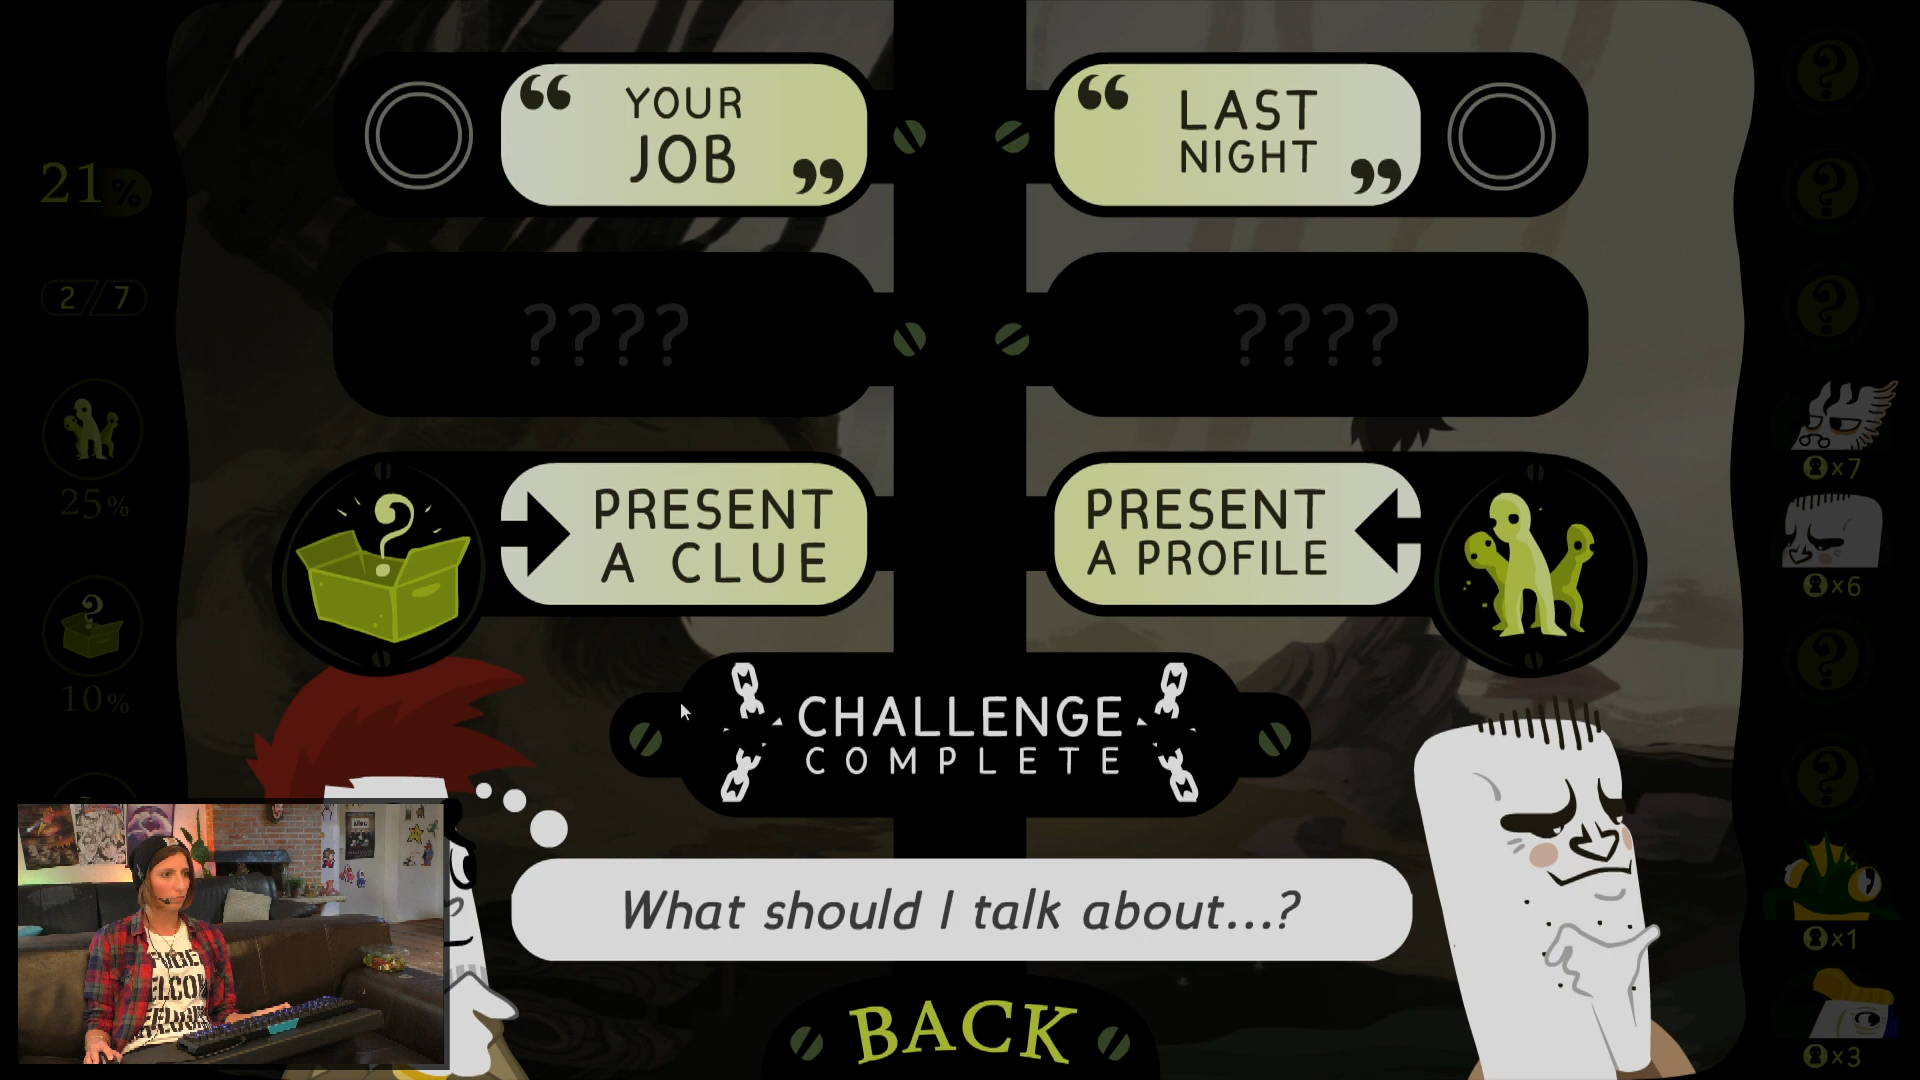 “ YOUR
JOB ”
“ LAST
NIGHT ”
21%
2/7
????
????
25%
10%
PRESENT
A CLUE
PRESENT
A PROFILE
CHALLENGE
COMPLETE
What should I talk about...?
BACK
?
?
?
x7
x6
?
?
x1
x3